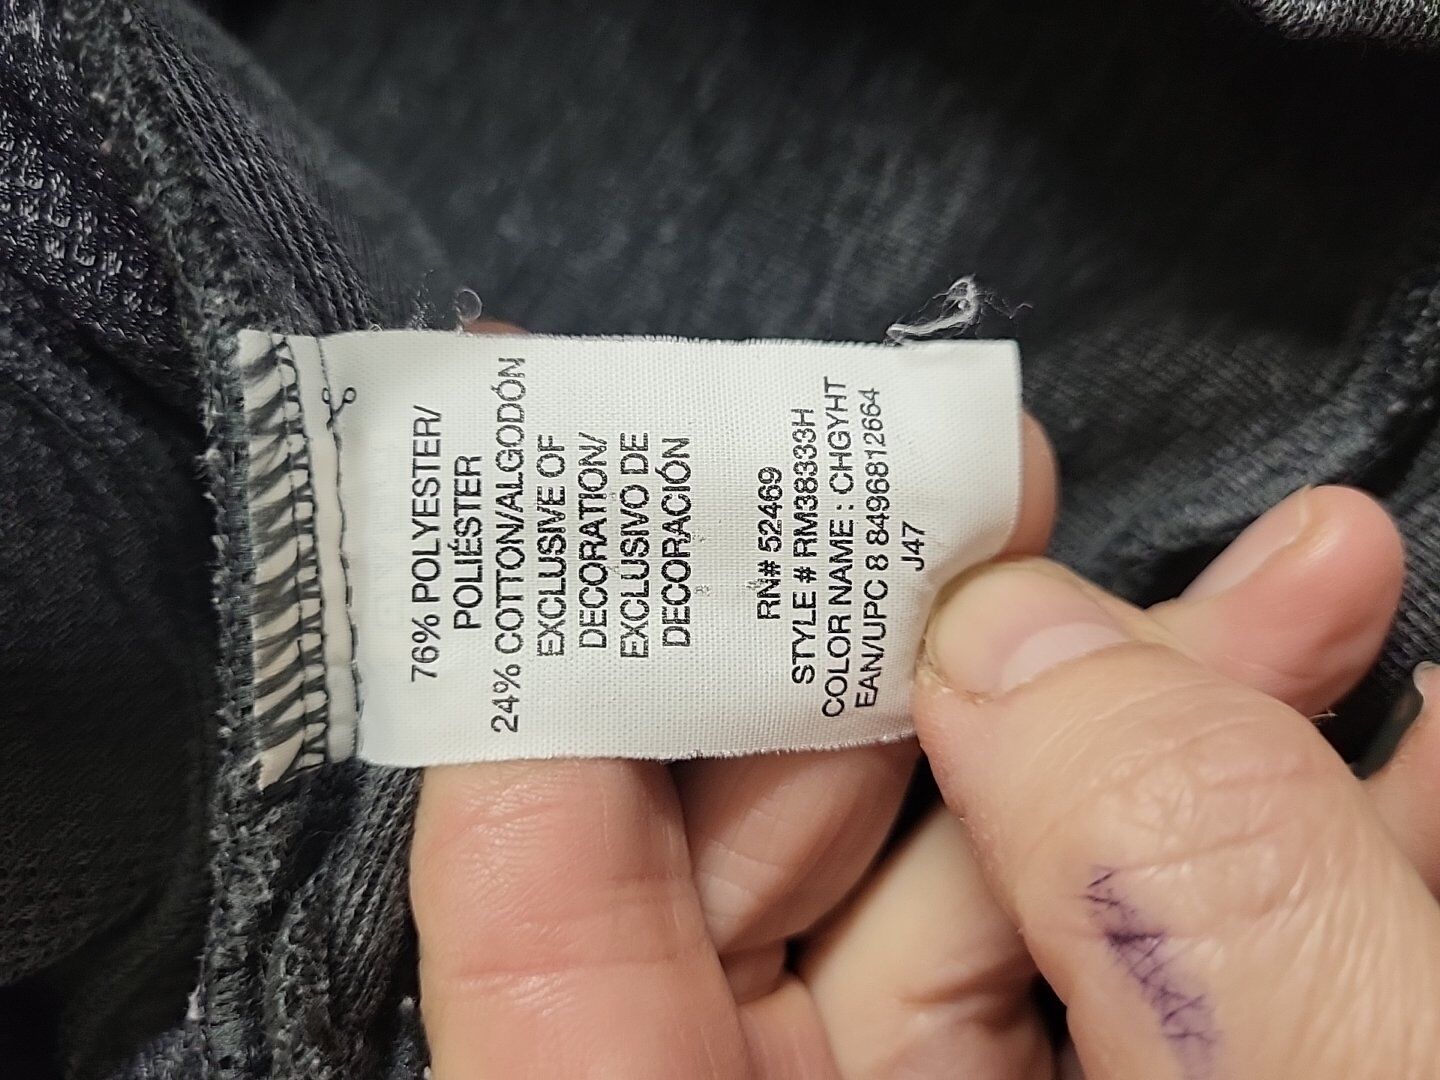 76% POLYESTER/
POLIÉSTER
24% COTTON/ALGODÓN
EXCLUSIVE OF
DECORATION/
EXCLUSIVO DE
DECORACIÓN
RN# 52469
STYLE # RM38333H
COLOR NAME : CHGYHT
EAN/UPC 8 8496812664
J47